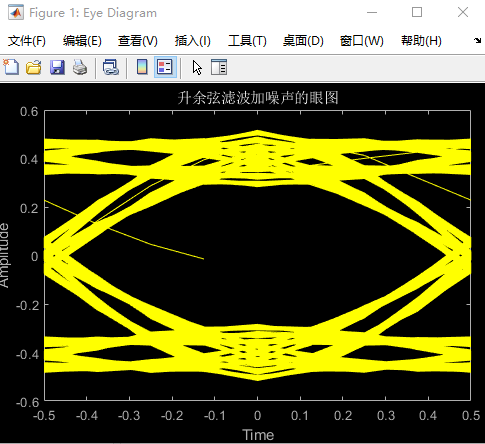 Figure 1: Eye Diagram
文件(F) 编辑(E) 查看(V) 插入(I) 工具(T) 桌面(D) 窗口(W) 帮助(H)
升余弦滤波加噪声的眼图
0.6
0.4
0.2
0
-0.2
-0.4
-0.6
Amplitude
-0.5 -0.4 -0.3 -0.2 -0.1 0 0.1 0.2 0.3 0.4 0.5
Time